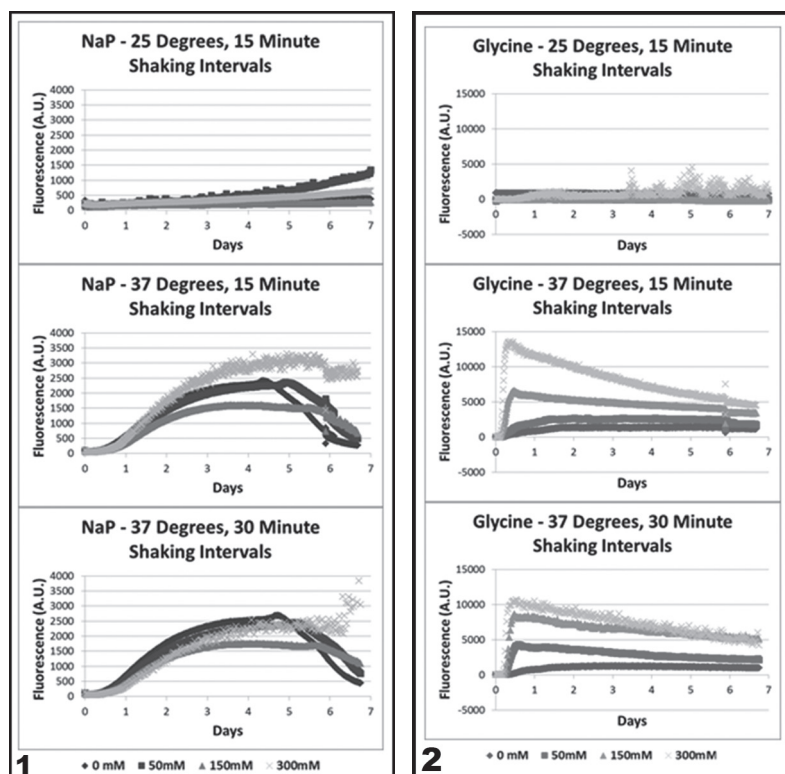 NaP - 25 Degrees, 15 Minute
Shaking Intervals
Fluorescence (A.U.)
4000
3500
3000
2500
2000
1500
1000
500
0
0 1 2 3 4 5 6 7
Days
NaP - 37 Degrees, 15 Minute
Shaking Intervals
Fluorescence (A.U.)
4000
3500
3000
2500
2000
1500
1000
500
0
0 1 2 3 4 5 6 7
Days
NaP - 37 Degrees, 30 Minute
Shaking Intervals
Fluorescence (A.U.)
4000
3500
3000
2500
2000
1500
1000
500
0
0 1 2 3 4 5 6 7
Days
1
0 mM 50mM 150mM 300mM
Glycine - 25 Degrees, 15 Minute
Shaking Intervals
Fluorescence (A.U.)
15000
10000
5000
0
-5000
0 1 2 3 4 5 6 7
Days
Glycine - 37 Degrees, 15 Minute
Shaking Intervals
Fluorescence (A.U.)
15000
10000
5000
0
-5000
0 1 2 3 4 5 6 7
Days
Glycine - 37 Degrees, 30 Minute
Shaking Intervals
Fluorescence (A.U.)
15000
10000
5000
0
-5000
0 1 2 3 4 5 6 7
Days
2
0 mM 50mM 150mM 300mM